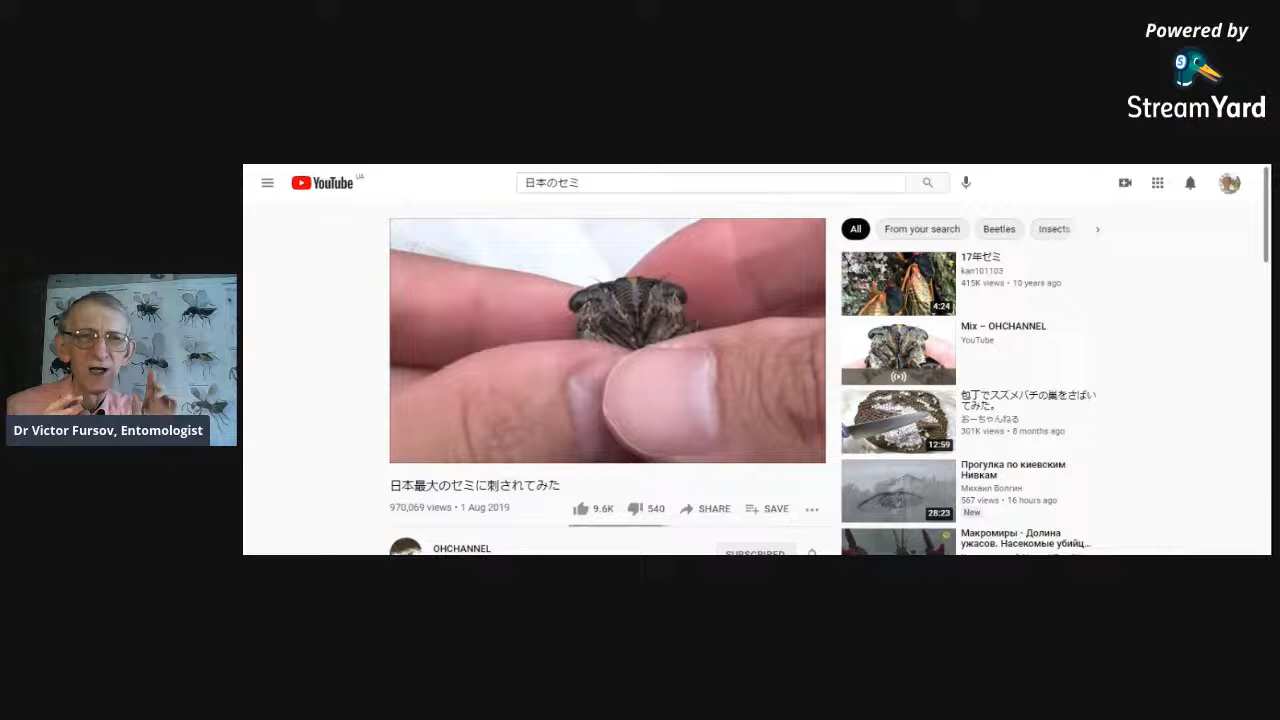 Powered by
StreamYard
YouTube UA
日本のセミ
All
From your search
Beetles
Insects
17年ゼミ
kan101103
415K views • 10 years ago
4:24
Mix – OHCHANNEL
YouTube
包丁でスズメバチの巣をさばい
てみた。
おーちゃんねる
301K views • 8 months ago
12:59
Прогулка по киевским
Нивкам
Михаил Волгин
567 views • 16 hours ago
New
28:23
Макромиры - Долина
ужасов. Насекомые убийц...
日本最大のセミに刺されてみた
970,069 views • 1 Aug 2019
9.6K
540
SHARE
SAVE
OHCHANNEL
SUBSCRIBED
Dr Victor Fursov, Entomologist